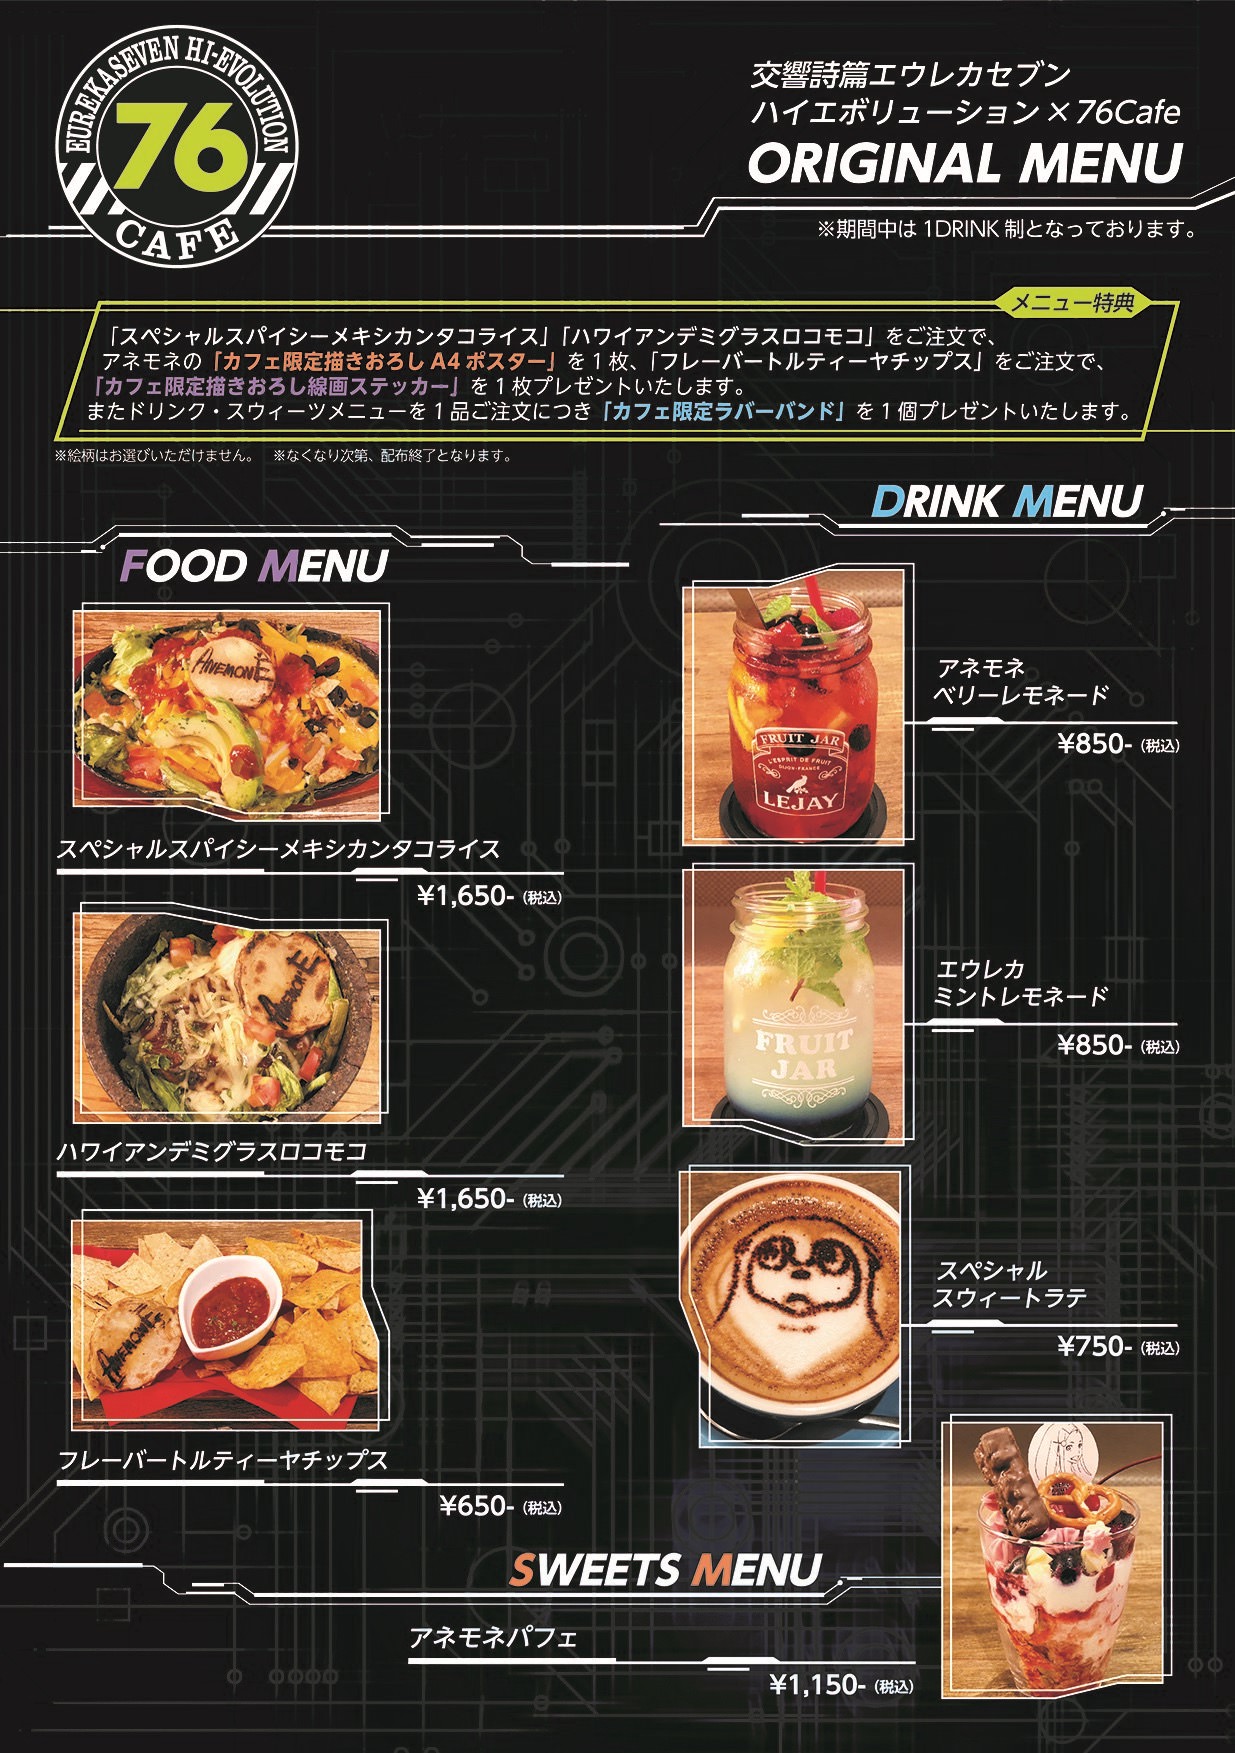 EUREKASEVEN HI-EVOLUTION
76
CAFE
交響詩篇エウレカセブン
ハイエボリューション×76Cafe
ORIGINAL MENU
※期間中は1DRINK制となっております。
メニュー特典
「スペシャルスパイシーメキシカンタコライス」「ハワイアンデミグラスロコモコ」をご注文で、
アネモネの「カフェ限定描きおろしA4ポスター」を1枚、「フレーバートルティーヤチップス」をご注文で、
「カフェ限定描きおろし線画ステッカー」を1枚プレゼントいたします。
またドリンク・スウィーツメニューを1品ご注文につき「カフェ限定ラバーバンド」を1個プレゼントいたします。
※絵柄はお選びいただけません。 ※なくなり次第、配布終了となります。
FOOD MENU
ANEMONE
スペシャルスパイシーメキシカンタコライス
¥1,650-(税込)
ANEMONE
ハワイアンデミグラスロコモコ
¥1,650-(税込)
ANEMONE
フレーバートルティーヤチップス
¥650-(税込)
DRINK MENU
FRUIT JAR
L'ESPRIT DE FRUIT
DIJON-FRANCE
LEJAY
アネモネ
ベリーレモネード
¥850-(税込)
FRUIT
JAR
エウレカ
ミントレモネード
¥850-(税込)
スペシャル
スウィートラテ
¥750-(税込)
SWEETS MENU
アネモネパフェ
¥1,150-(税込)